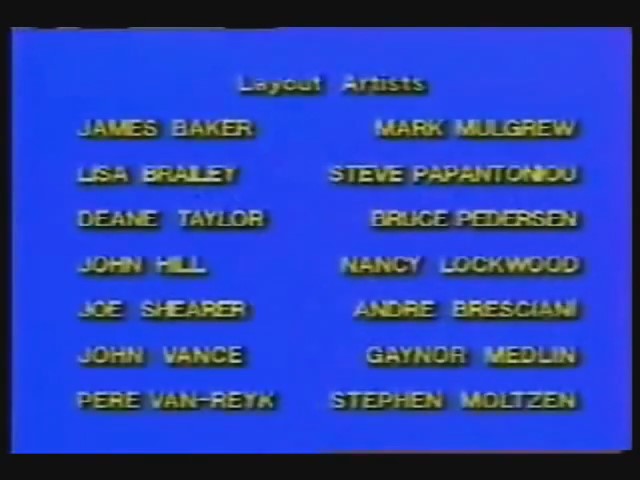 Layout Artists
JAMES BAKER MARK MULGREW
LISA BRAILEY STEVE PAPANTONIOU
DEANE TAYLOR BRUCE PEDERSEN
JOHN HILL NANCY LOCKWOOD
JOE SHEARER ANDRE BRESCIANI
JOHN VANCE GAYNOR MEDLIN
PERE VAN-REYK STEPHEN MOLTZEN